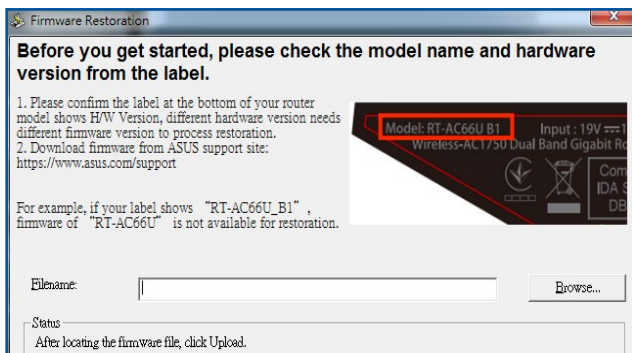 Firmware Restoration
Before you get started, please check the model name and hardware
version from the label.
1. Please confirm the label at the bottom of your router
model shows H/W Version, different hardware version needs
different firmware version to process restoration.
2. Download firmware from ASUS support site:
https://www.asus.com/support
For example, if your label shows “RT-AC66U_B1”,
firmware of “RT-AC66U” is not available for restoration.
Model: RT-AC66U B1 Input : 19V
Wireless-AC1750 Dual Band Gigabit
Com
IDA
DB
Filename:
Browse...
Status
After locating the firmware file, click Upload.